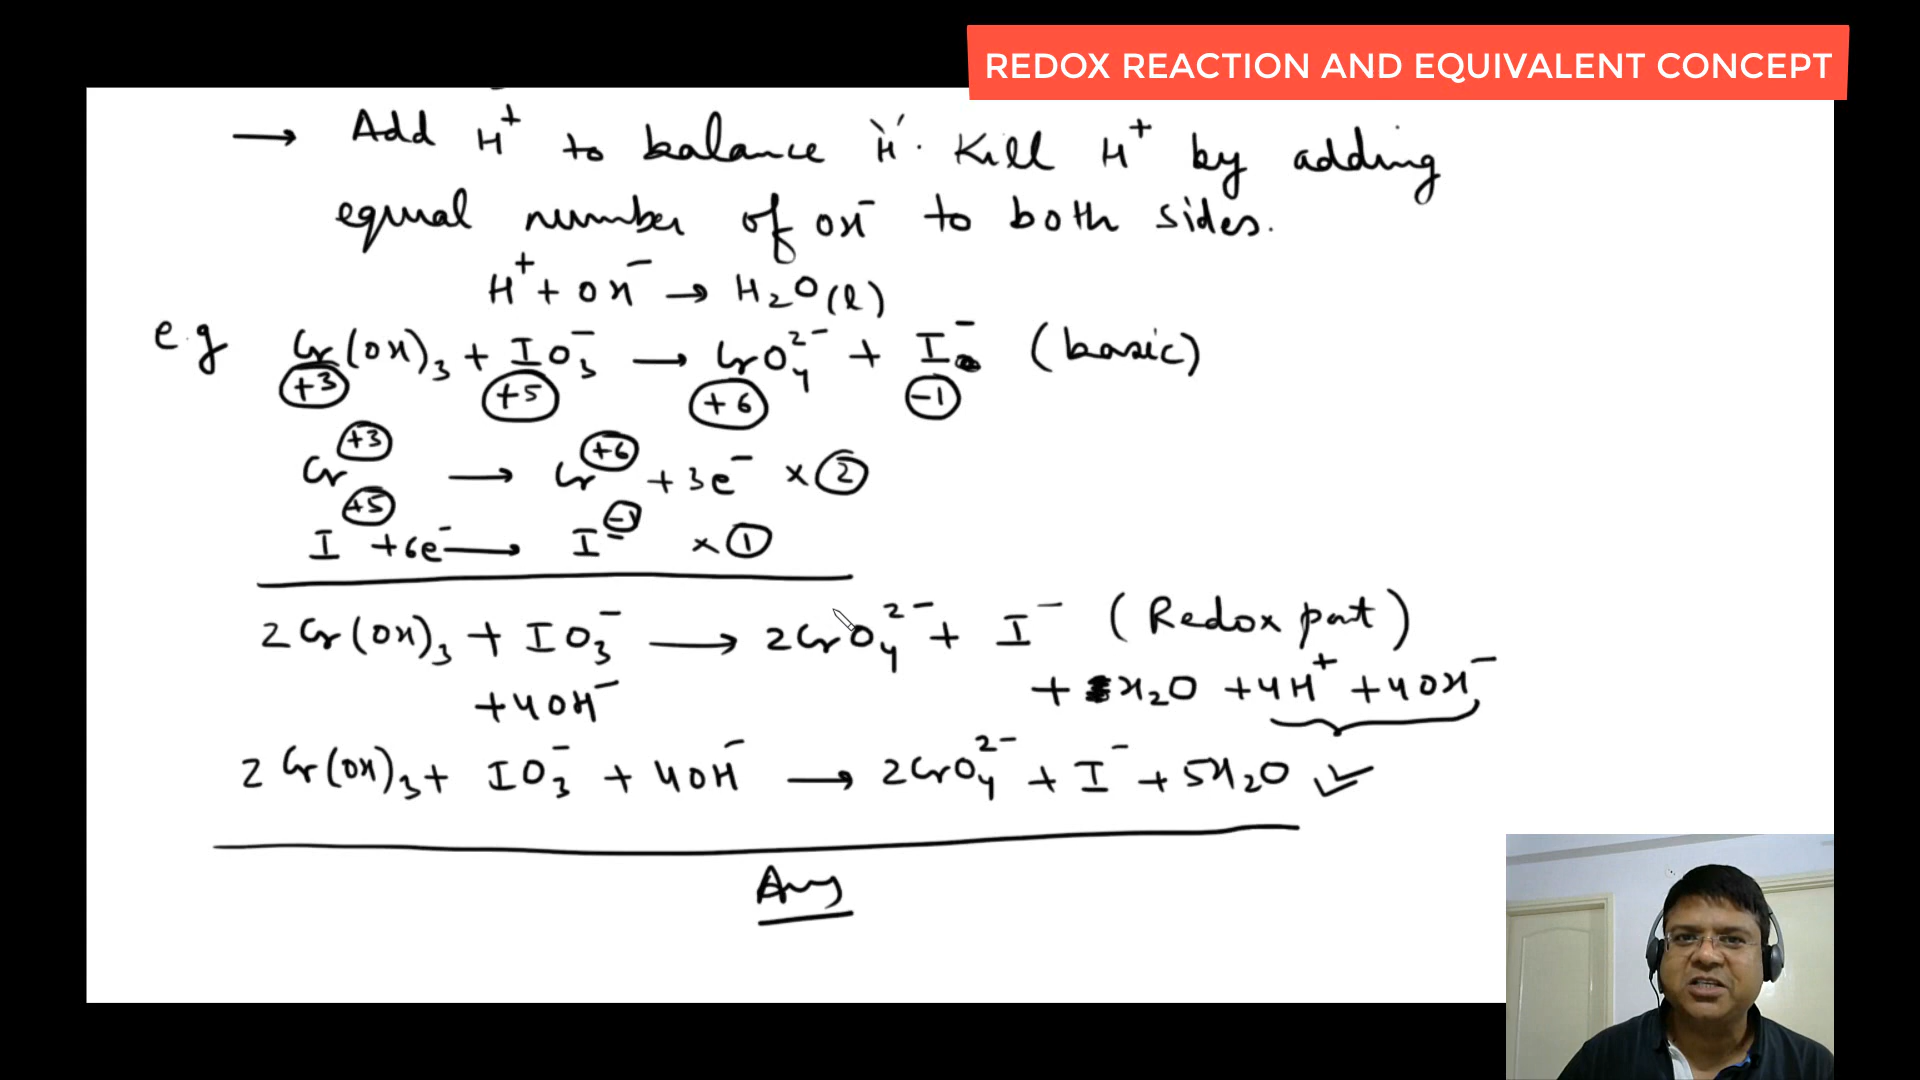 REDOX REACTION AND EQUIVALENT CONCEPT
→ Add H⁺ to balance 'H'. Kill H⁺ by adding
equal number of OH⁻ to both sides.
H⁺ + OH⁻ → H₂O(l)
e.g Cr(OH)₃ + IO₃⁻ → CrO₄²⁻ + I⁻ (basic)
+3 +5 +6 -1
Cr⁺³ → Cr⁺⁶ + 3e⁻ × 2
I⁺⁵ + 6e⁻ → I⁻¹ × 1
2Cr(OH)₃ + IO₃⁻ → 2CrO₄²⁻ + I⁻ (Redox part)
+4OH⁻ + H₂O + 4H⁺ + 4OH⁻
2Cr(OH)₃ + IO₃⁻ + 4OH⁻ → 2CrO₄²⁻ + I⁻ + 5H₂O ✓
Ans